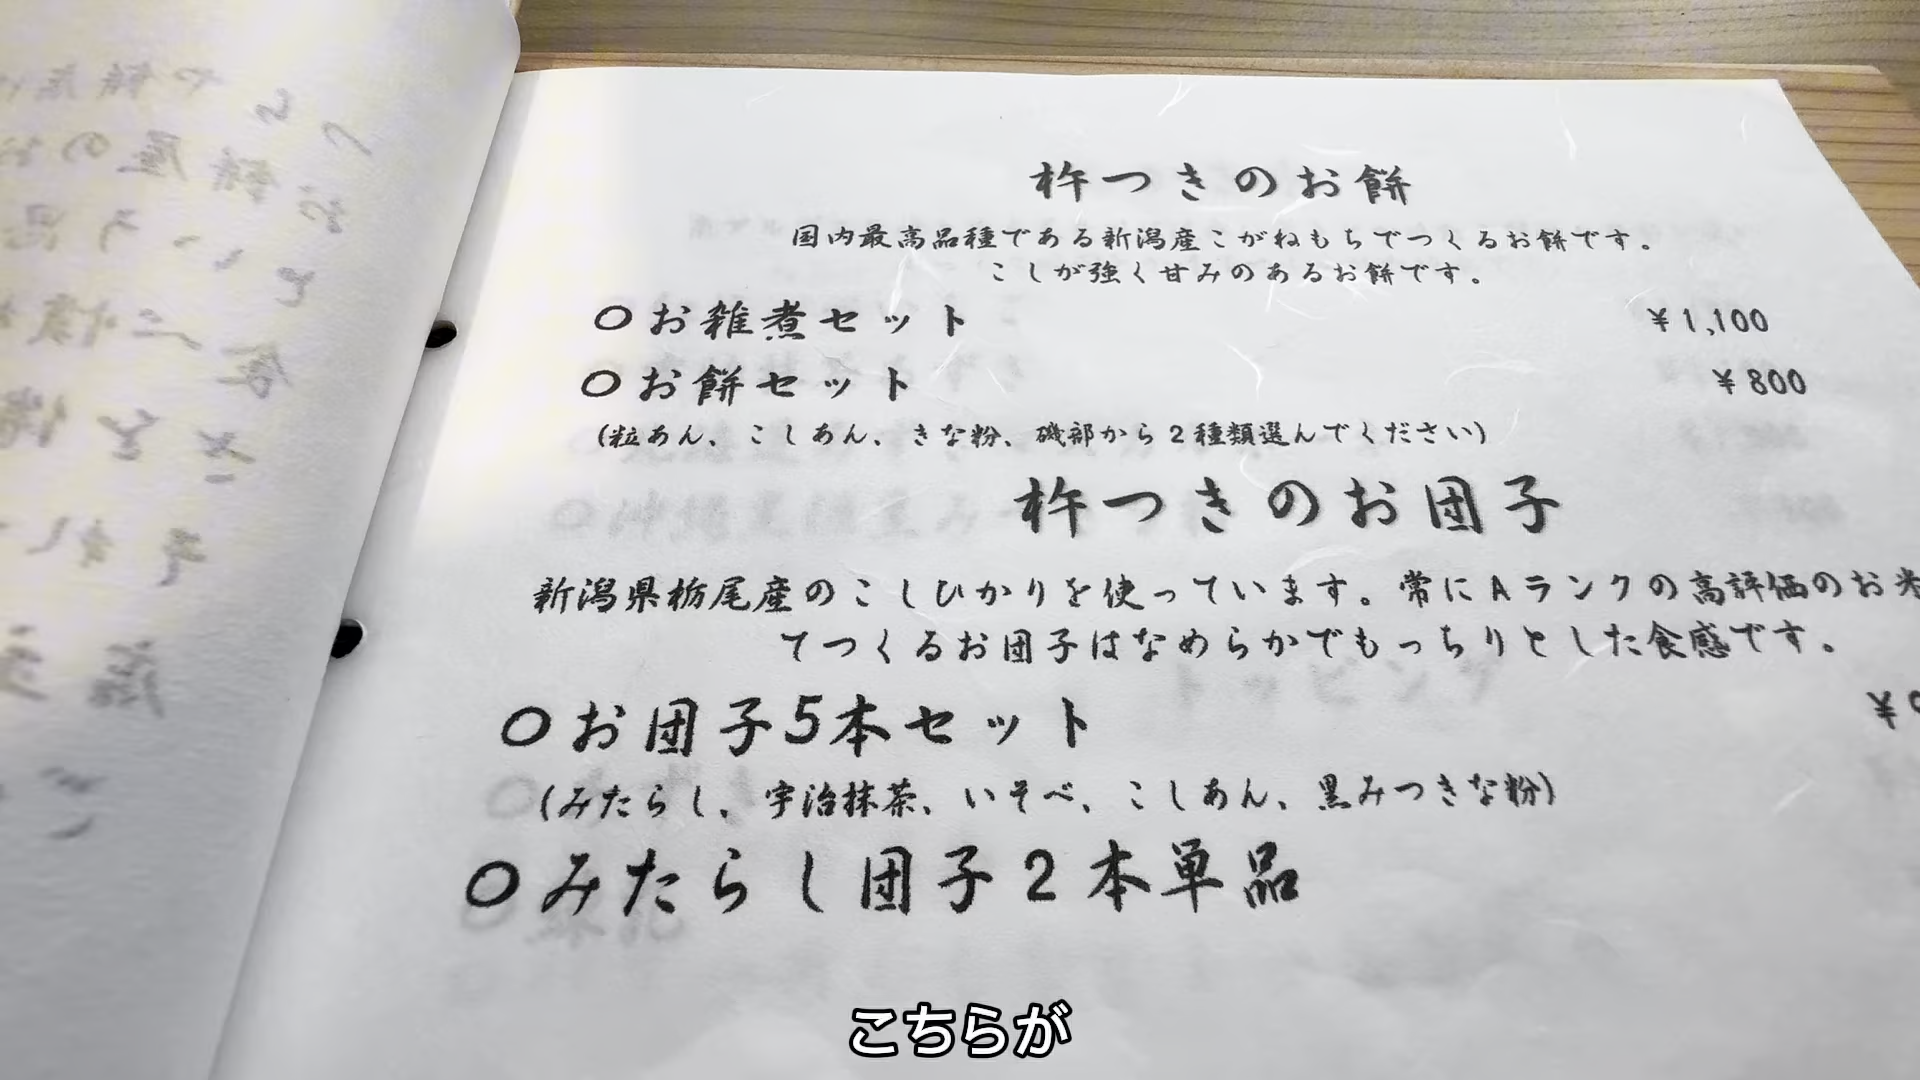 杵つきのお餅
国内最高品種である新潟産こがねもちでつくるお餅です。
こしが強く甘みのあるお餅です。
○お雑煮セット ¥1,100
○お餅セット ¥800
(粒あん、こしあん、きな粉、磯部から2種類選んでください)
杵つきのお団子
新潟県栃尾産のこしひかりを使っています。常にAランクの高評価のお米
てつくるお団子はなめらかでもっちりとした食感です。
○お団子5本セット ¥9
(みたらし、宇治抹茶、いそべ、こしあん、黒みつきな粉)
○みたらし団子2本単品
こちらが